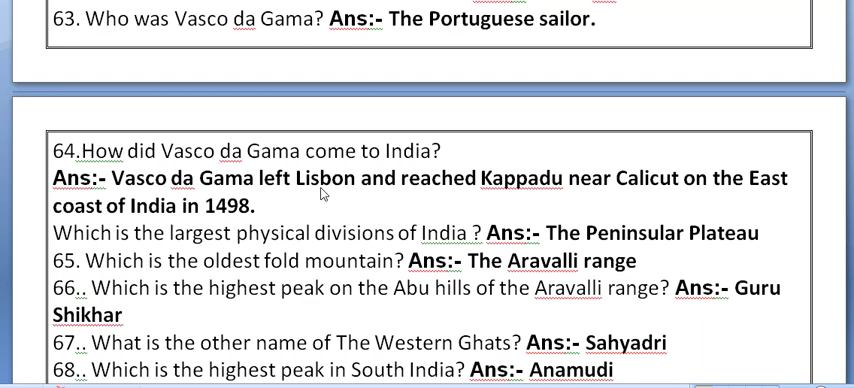 63. Who was Vasco da Gama? Ans:- The Portuguese sailor.
64.How did Vasco da Gama come to India?
Ans:- Vasco da Gama left Lisbon and reached Kappadu near Calicut on the East
coast of India in 1498.
Which is the largest physical divisions of India ? Ans:- The Peninsular Plateau
65. Which is the oldest fold mountain? Ans:- The Aravalli range
66.. Which is the highest peak on the Abu hills of the Aravalli range? Ans:- Guru
Shikhar
67.. What is the other name of The Western Ghats? Ans:- Sahyadri
68.. Which is the highest peak in South India? Ans:- Anamudi